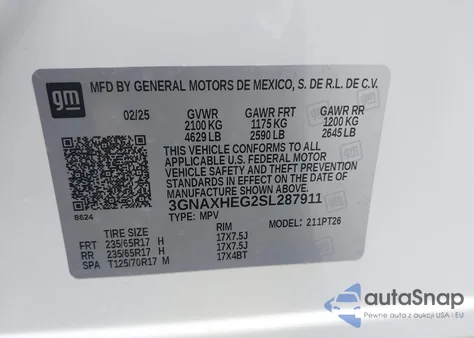 gm MFD BY GENERAL MOTORS DE MEXICO, S. DE R.L. DE C.V.
02/25 GVWR GAWR FRT GAWR RR
2100 KG 1175 KG 1200 KG
4629 LB 2590 LB 2645 LB
THIS VEHICLE CONFORMS TO ALL
APPLICABLE U.S. FEDERAL MOTOR
VEHICLE SAFETY AND THEFT PREVENTION
STANDARDS IN EFFECT ON THE DATE OF
MANUFACTURE SHOWN ABOVE.
3GNAXHEG2SL287911
8624 TYPE: MPV MODEL: 211PT26
TIRE SIZE RIM
FRT 235/65R17 H 17X7.5J
RR 235/65R17 H 17X7.5J
SPA T125/70R17 M 17X4BT
autoSnap
Pewne auta z aukcji USA i EU